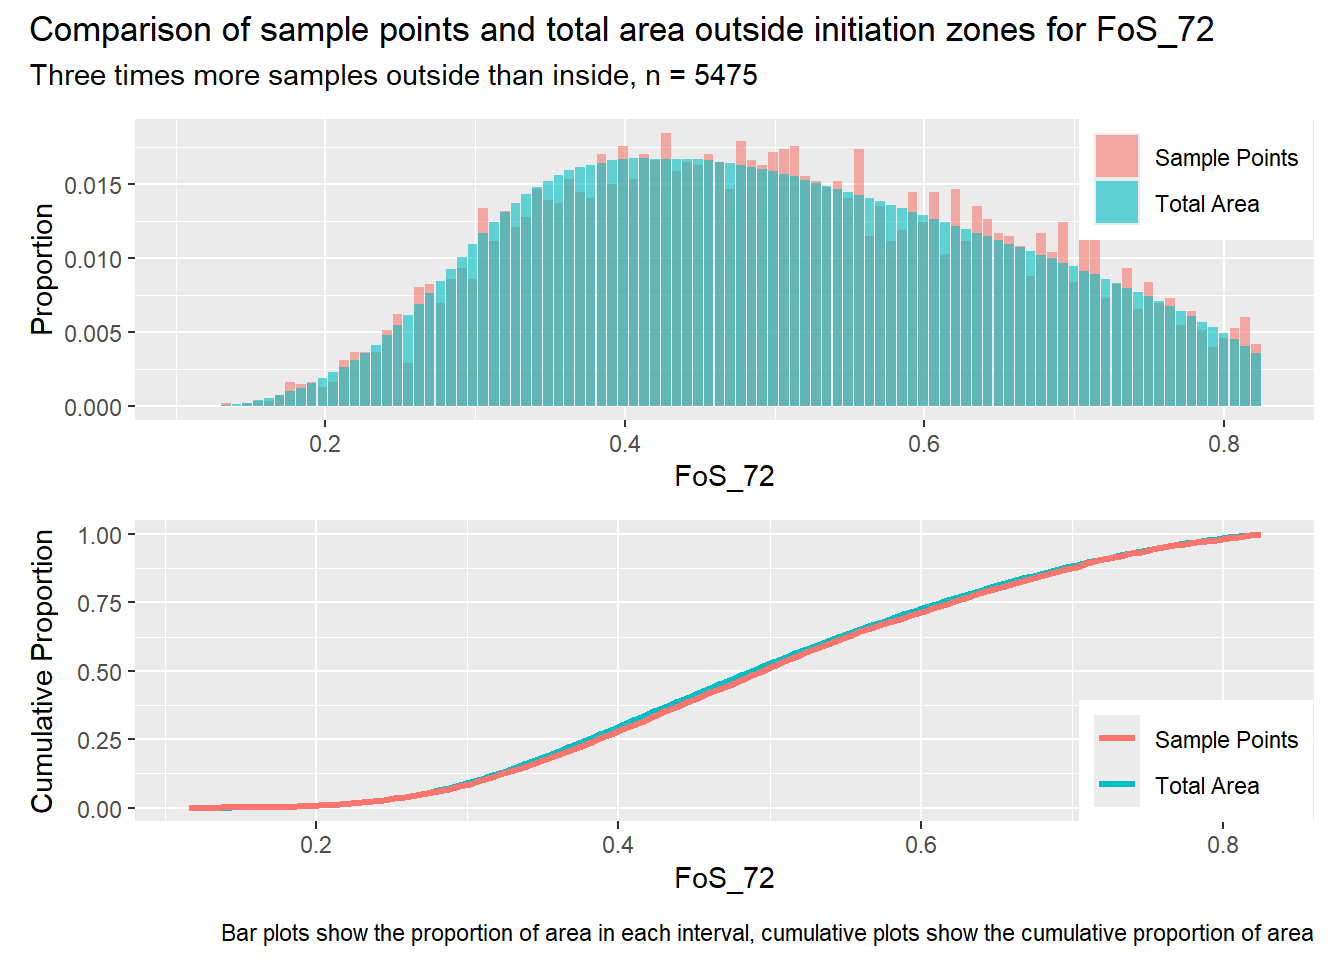 Comparison of sample points and total area outside initiation zones for FoS_72
Three times more samples outside than inside, n = 5475
Proportion
0.015
0.010
0.005
0.000
Sample Points
Total Area
0.2
0.4
0.6
0.8
FoS_72
Cumulative Proportion
1.00
0.75
0.50
0.25
0.00
Sample Points
Total Area
0.2
0.4
0.6
0.8
FoS_72
Bar plots show the proportion of area in each interval, cumulative plots show the cumulative proportion of area